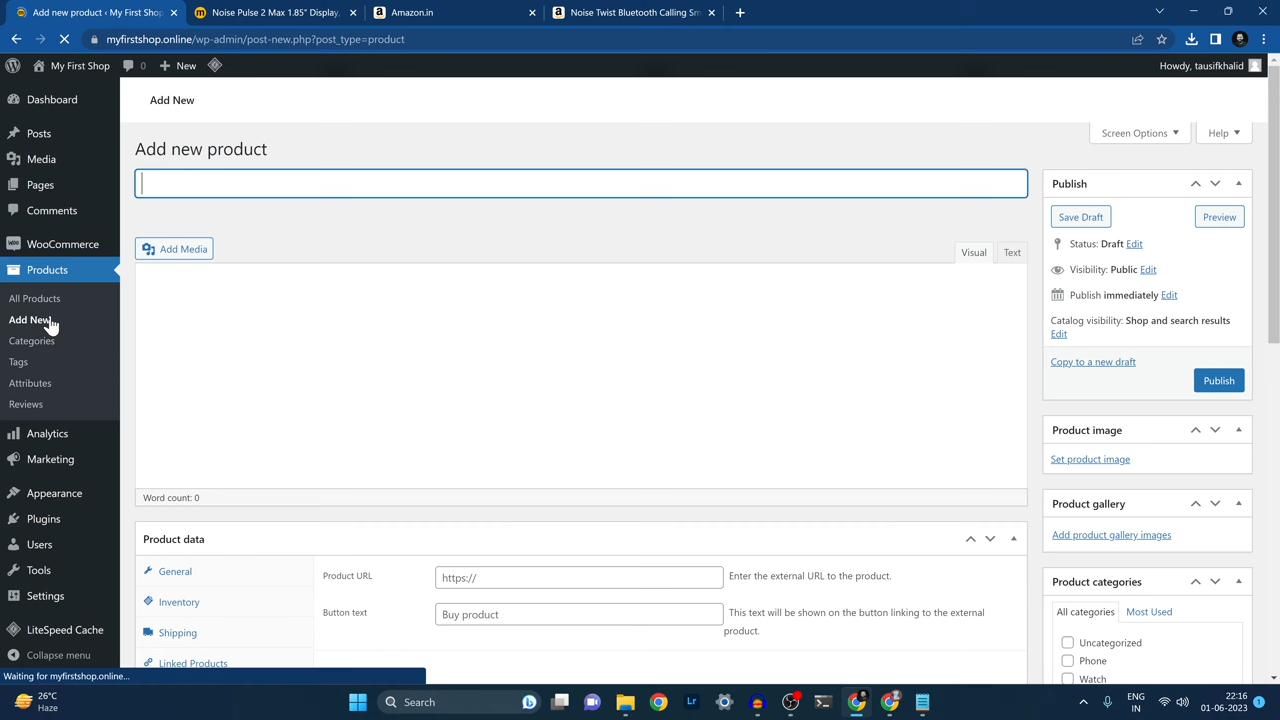 Add new product ‹ My First Shop
Noise Pulse 2 Max 1.85" Display,
Amazon.in
Noise Twist Bluetooth Calling Sm
myfirstshop.online/wp-admin/post-new.php?post_type=product
My First Shop
0
New
Howdy, tausifkhalid
Dashboard
Posts
Media
Pages
Comments
WooCommerce
Products
All Products
Add New
Categories
Tags
Attributes
Reviews
Analytics
Marketing
Appearance
Plugins
Users
Tools
Settings
LiteSpeed Cache
Collapse menu
Add New
Screen Options
Help
Add new product
Add Media
Visual
Text
Word count: 0
Product data
General
Inventory
Shipping
Linked Products
Product URL
https://
Enter the external URL to the product.
Button text
Buy product
This text will be shown on the button linking to the external
product.
Publish
Save Draft
Preview
Status: Draft Edit
Visibility: Public Edit
Publish immediately Edit
Catalog visibility: Shop and search results
Edit
Copy to a new draft
Publish
Product image
Set product image
Product gallery
Add product gallery images
Product categories
All categories
Most Used
Uncategorized
Phone
Watch
Waiting for myfirstshop.online...
26°C
Haze
Search
Lr
ENG
IN
22:16
01-06-2023